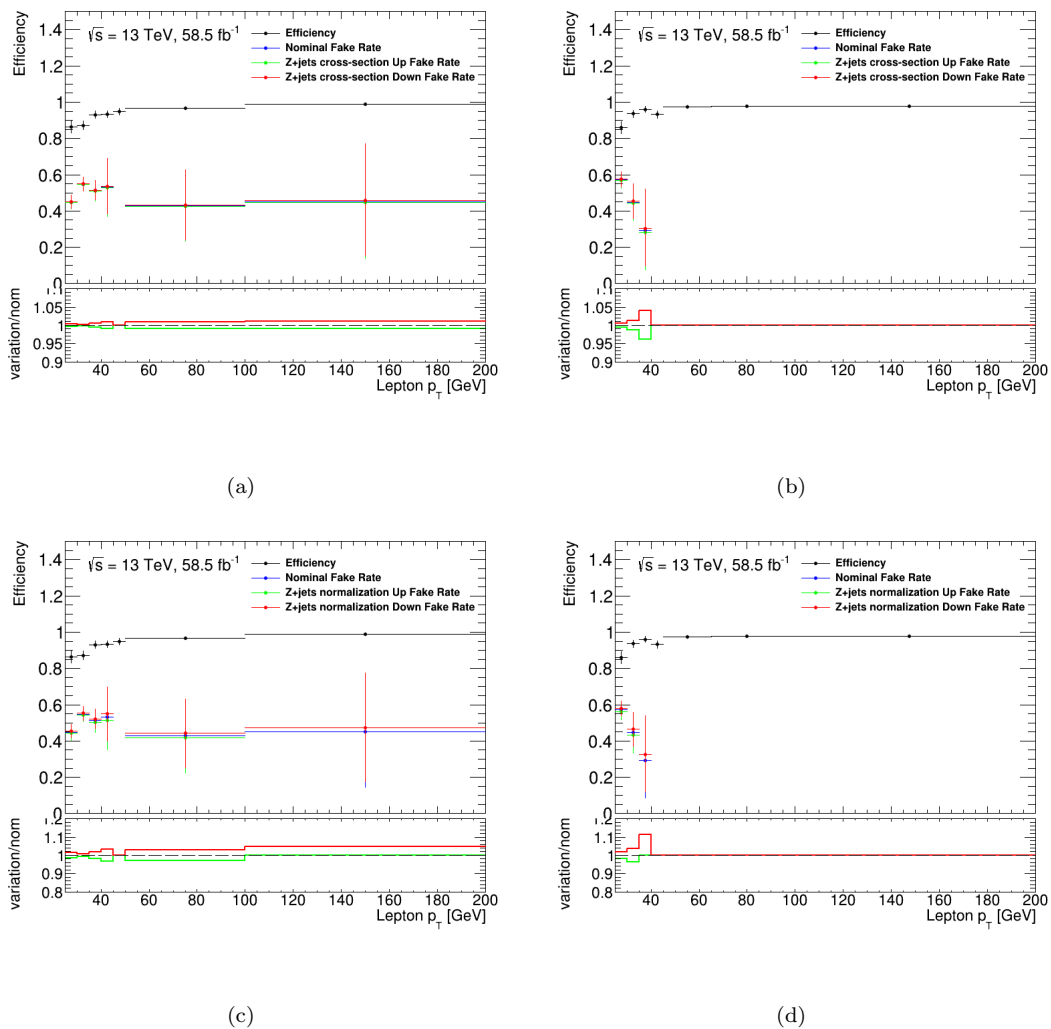 Efficiency
1.4
1.2
1
0.8
0.6
0.4
0.2
0
√s = 13 TeV, 58.5 fb⁻¹
Efficiency
Nominal Fake Rate
Z+jets cross-section Up Fake Rate
Z+jets cross-section Down Fake Rate
variation/nom
1.1
1.05
1
0.95
0.9
40 60 80 100 120 140 160 180 200
Lepton p_T [GeV]
(a)
Efficiency
1.4
1.2
1
0.8
0.6
0.4
0.2
0
√s = 13 TeV, 58.5 fb⁻¹
Efficiency
Nominal Fake Rate
Z+jets cross-section Up Fake Rate
Z+jets cross-section Down Fake Rate
variation/nom
1.1
1.05
1
0.95
0.9
40 60 80 100 120 140 160 180 200
Lepton p_T [GeV]
(b)
Efficiency
1.4
1.2
1
0.8
0.6
0.4
0.2
0
√s = 13 TeV, 58.5 fb⁻¹
Efficiency
Nominal Fake Rate
Z+jets normalization Up Fake Rate
Z+jets normalization Down Fake Rate
variation/nom
1.2
1.1
1
0.9
0.8
40 60 80 100 120 140 160 180 200
Lepton p_T [GeV]
(c)
Efficiency
1.4
1.2
1
0.8
0.6
0.4
0.2
0
√s = 13 TeV, 58.5 fb⁻¹
Efficiency
Nominal Fake Rate
Z+jets normalization Up Fake Rate
Z+jets normalization Down Fake Rate
variation/nom
1.2
1.1
1
0.9
0.8
40 60 80 100 120 140 160 180 200
Lepton p_T [GeV]
(d)